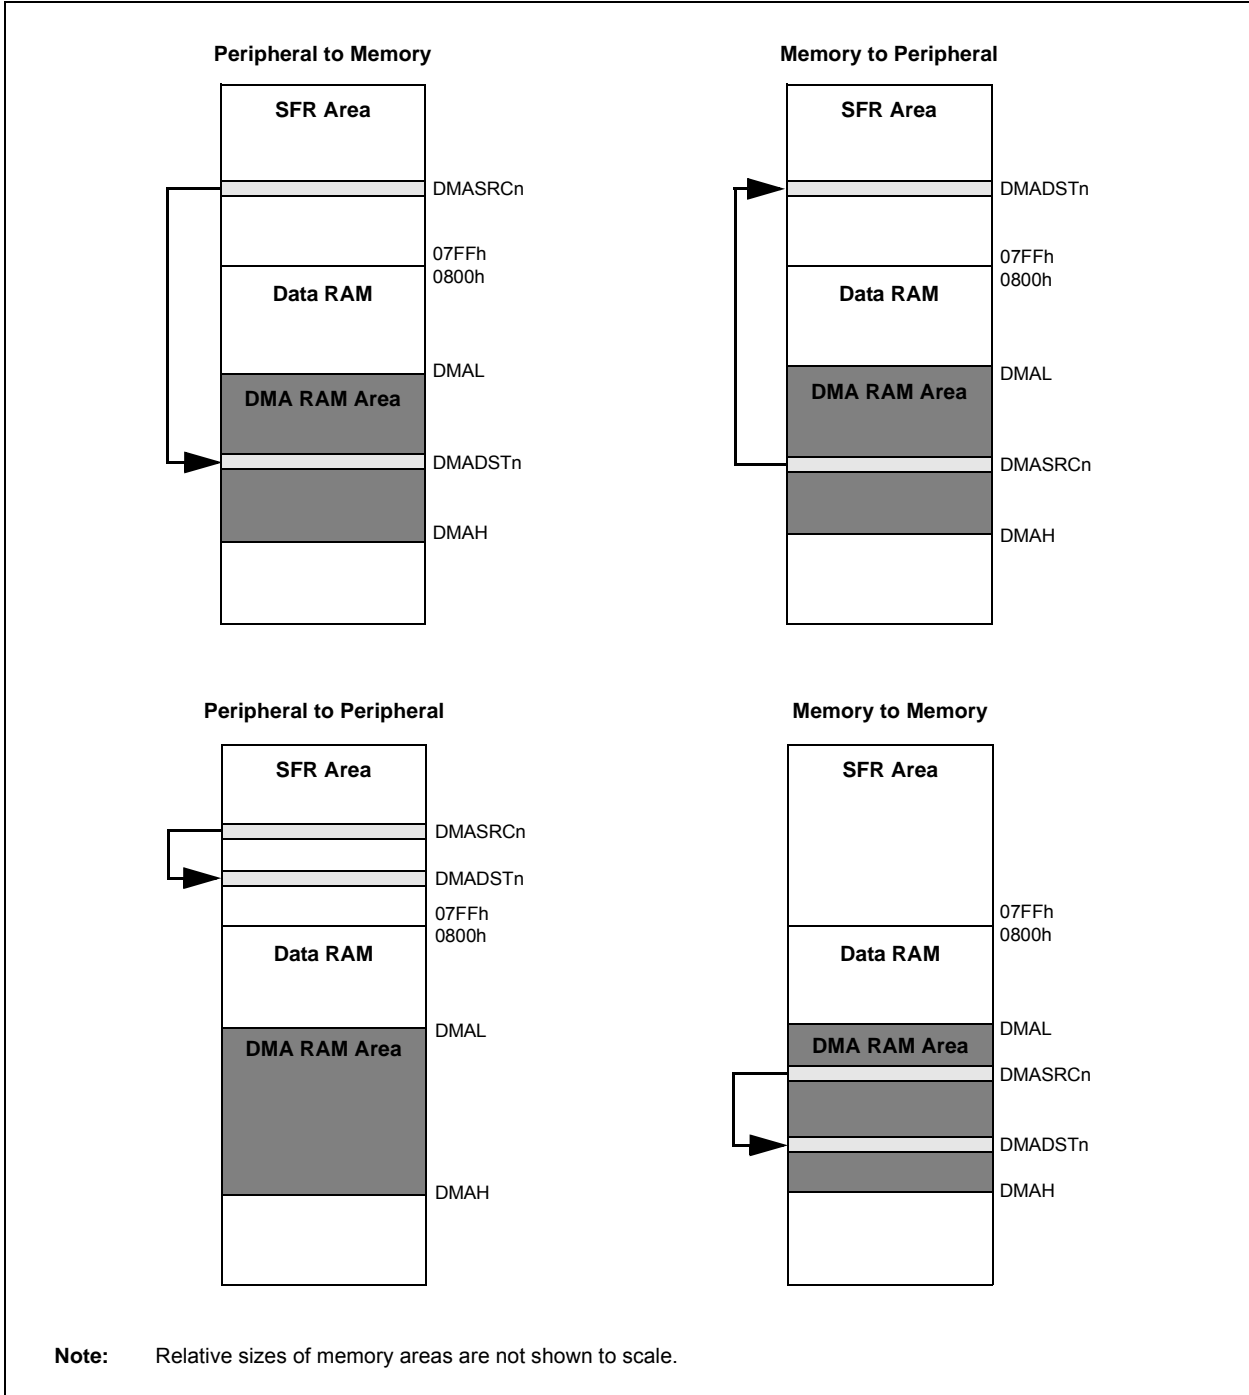 Peripheral to Memory
SFR Area
DMASRCn
07FFh
0800h
Data RAM
DMAL
DMA RAM Area
DMADSTn
DMAH
Memory to Peripheral
SFR Area
DMADSTn
07FFh
0800h
Data RAM
DMAL
DMA RAM Area
DMASRCn
DMAH
Peripheral to Peripheral
SFR Area
DMASRCn
DMADSTn
07FFh
0800h
Data RAM
DMAL
DMA RAM Area
DMAH
Memory to Memory
SFR Area
07FFh
0800h
Data RAM
DMAL
DMA RAM Area
DMASRCn
DMADSTn
DMAH
Note: Relative sizes of memory areas are not shown to scale.